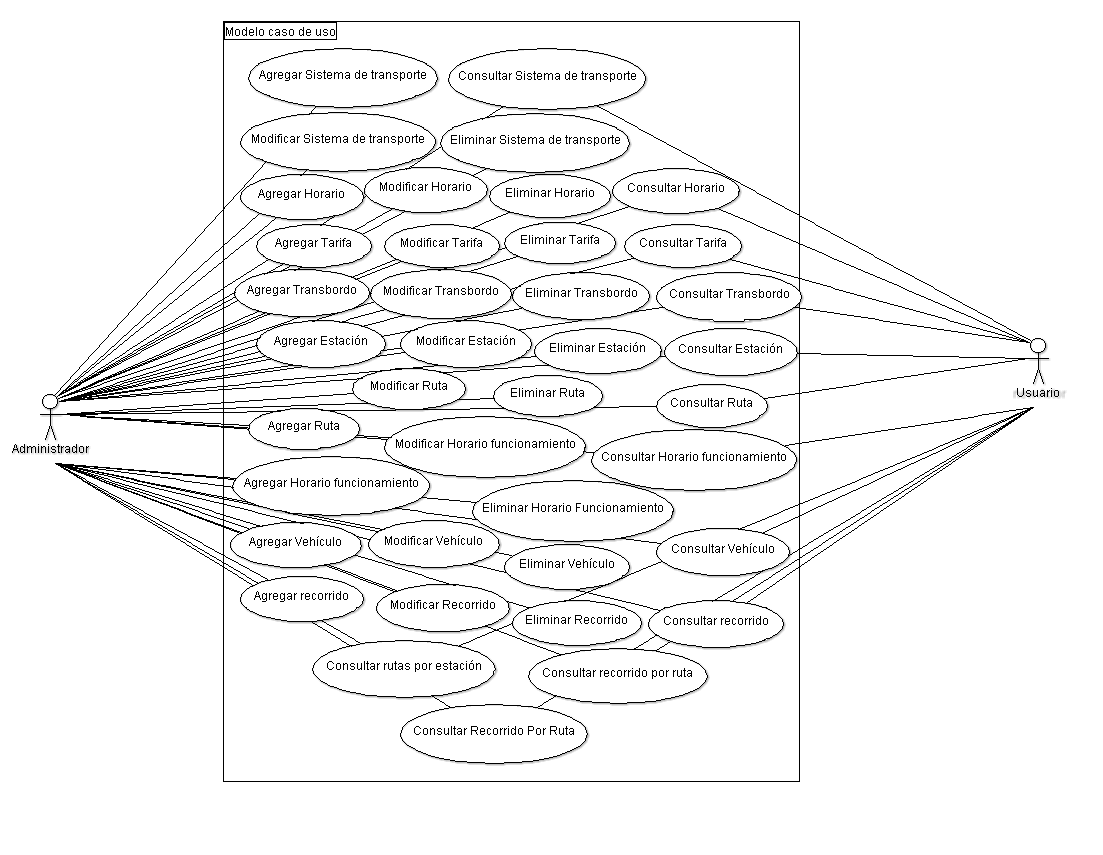 Modelo caso de uso
Agregar Sistema de transporte
Consultar Sistema de transporte
Modificar Sistema de transporte
Eliminar Sistema de transporte
Agregar Horario
Modificar Horario
Eliminar Horario
Consultar Horario
Agregar Tarifa
Modificar Tarifa
Eliminar Tarifa
Consultar Tarifa
Agregar Transbordo
Modificar Transbordo
Eliminar Transbordo
Consultar Transbordo
Agregar Estación
Modificar Estación
Eliminar Estación
Consultar Estación
Modificar Ruta
Eliminar Ruta
Consultar Ruta
Usuario
Agregar Ruta
Administrador
Modificar Horario funcionamiento
Consultar Horario funcionamiento
Agregar Horario funcionamiento
Eliminar Horario Funcionamiento
Agregar Vehículo
Modificar Vehículo
Eliminar Vehículo
Consultar Vehículo
Agregar recorrido
Modificar Recorrido
Eliminar Recorrido
Consultar recorrido
Consultar rutas por estación
Consultar recorrido por ruta
Consultar Recorrido Por Ruta